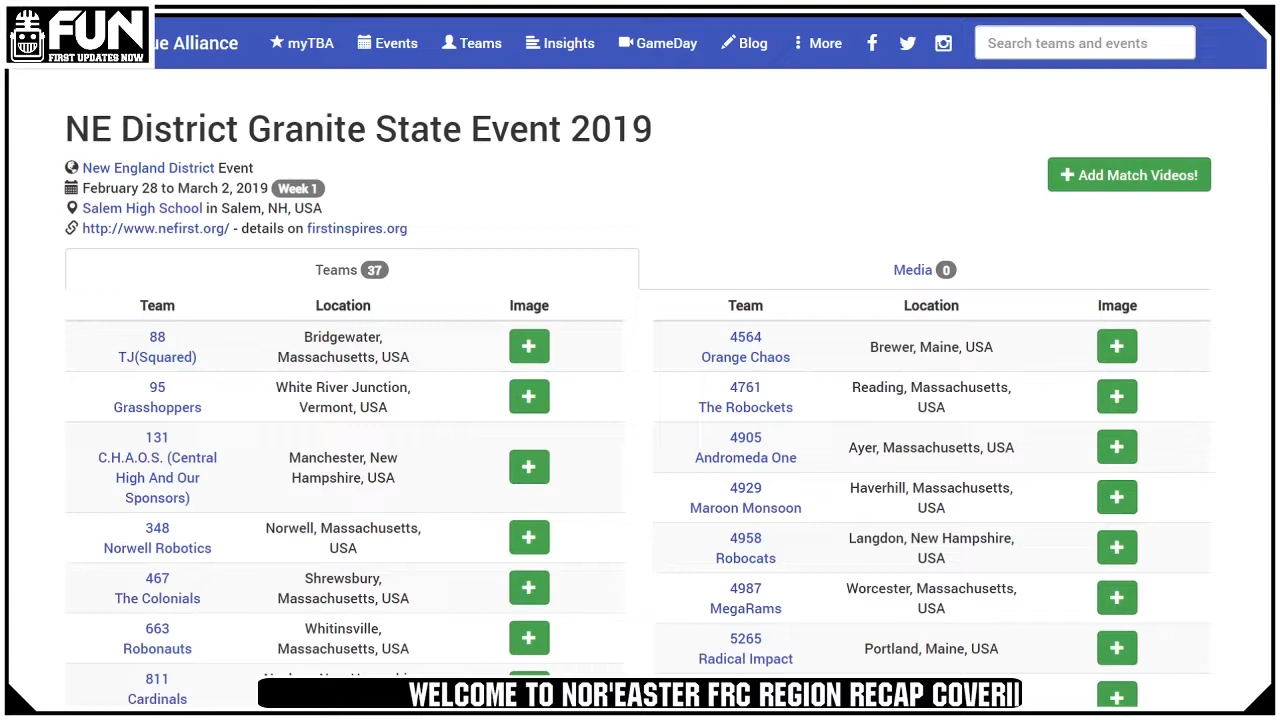 FUN
FIRST UPDATES NOW
ue Alliance
myTBA
Events
Teams
Insights
GameDay
Blog
More
Search teams and events
NE District Granite State Event 2019
New England District Event
February 28 to March 2, 2019 Week 1
Salem High School in Salem, NH, USA
http://www.nefirst.org/ - details on firstinspires.org
Add Match Videos!
Teams 37
Media 0
Team Location Image
88
TJ(Squared)
Bridgewater,
Massachusetts, USA
95
Grasshoppers
White River Junction,
Vermont, USA
131
C.H.A.O.S. (Central
High And Our
Sponsors)
Manchester, New
Hampshire, USA
348
Norwell Robotics
Norwell, Massachusetts,
USA
467
The Colonials
Shrewsbury,
Massachusetts, USA
663
Robonauts
Whitinsville,
Massachusetts, USA
811
Cardinals
Team Location Image
4564
Orange Chaos
Brewer, Maine, USA
4761
The Robockets
Reading, Massachusetts,
USA
4905
Andromeda One
Ayer, Massachusetts, USA
4929
Maroon Monsoon
Haverhill, Massachusetts,
USA
4958
Robocats
Langdon, New Hampshire,
USA
4987
MegaRams
Worcester, Massachusetts,
USA
5265
Radical Impact
Portland, Maine, USA
WELCOME TO NOR'EASTER FRC REGION RECAP COVERI